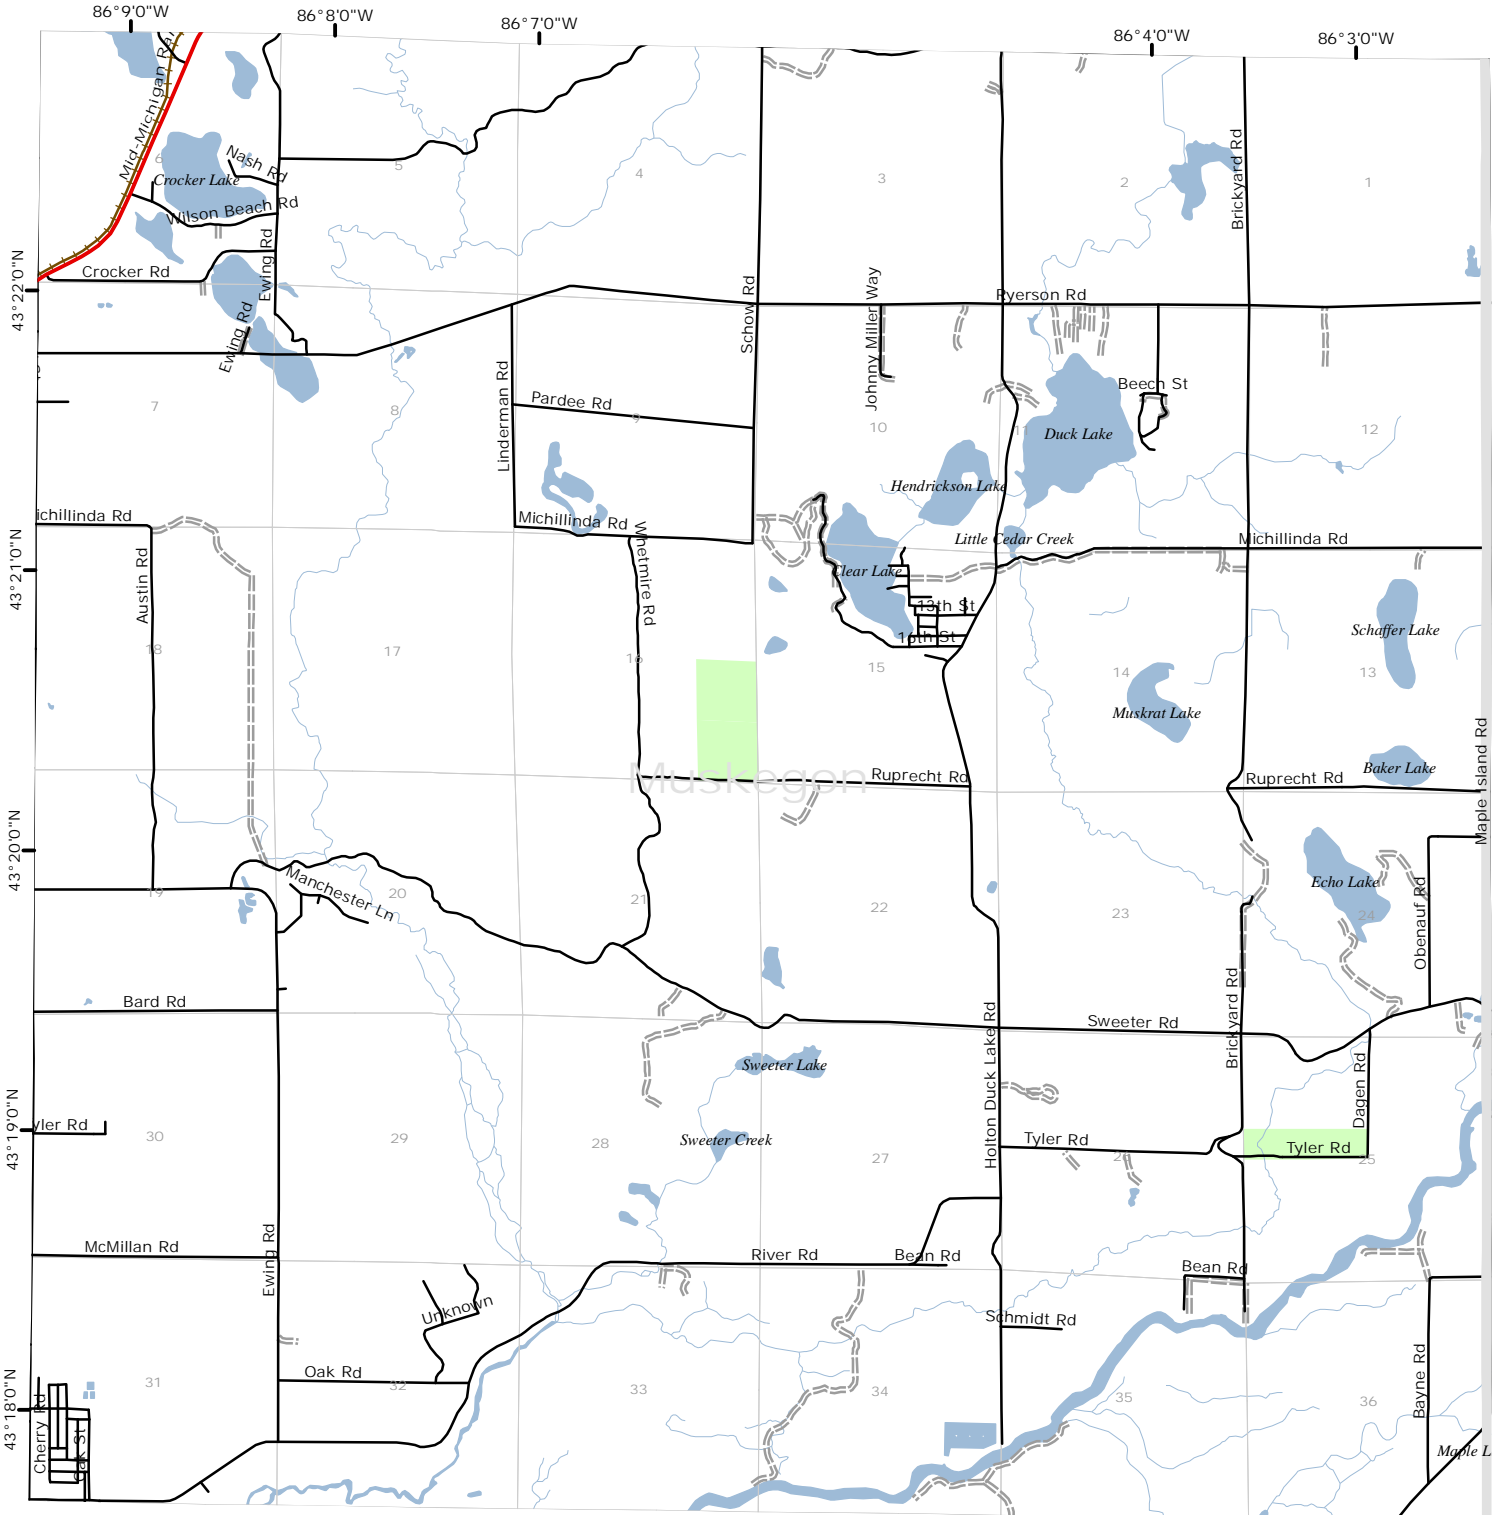 86°9'0"W
86°8'0"W
86°7'0"W
86°4'0"W
86°3'0"W
Mid-Michigan Ra
6
Crocker Lake
Nash Rd
Wilson Beach Rd
5
4
3
2
1
Brickyard Rd
Crocker Rd
Ewing Rd
43°22'0"N
Ryerson Rd
Schow Rd
Johnny Miller Way
Ewing Rd
Linderman Rd
Pardee Rd
Beech St
7
8
9
10
11
12
Duck Lake
Hendrickson Lake
ichillinda Rd
Michillinda Rd
Little Cedar Creek
Michillinda Rd
43°21'0"N
Austin Rd
Whetmire Rd
Clear Lake
13th St
16th St
Schaffer Lake
18
17
16
15
14
13
Muskrat Lake
Muskegon
Ruprecht Rd
Ruprecht Rd
Baker Lake
Maple Island Rd
43°20'0"N
Manchester Ln
Echo Lake
19
20
21
22
23
24
Obenauf Rd
Bard Rd
Sweeter Rd
Brickyard Rd
Holton Duck Lake Rd
Sweeter Lake
Dagen Rd
43°19'0"N
yler Rd
30
29
28
Sweeter Creek
27
Tyler Rd
26
Tyler Rd
25
McMillan Rd
Ewing Rd
River Rd
Bean Rd
Bean Rd
Unknown
Schmidt Rd
43°18'0"N
31
Oak Rd
32
33
34
35
36
Bayne Rd
Cherry Rd
Oak St
Maple L